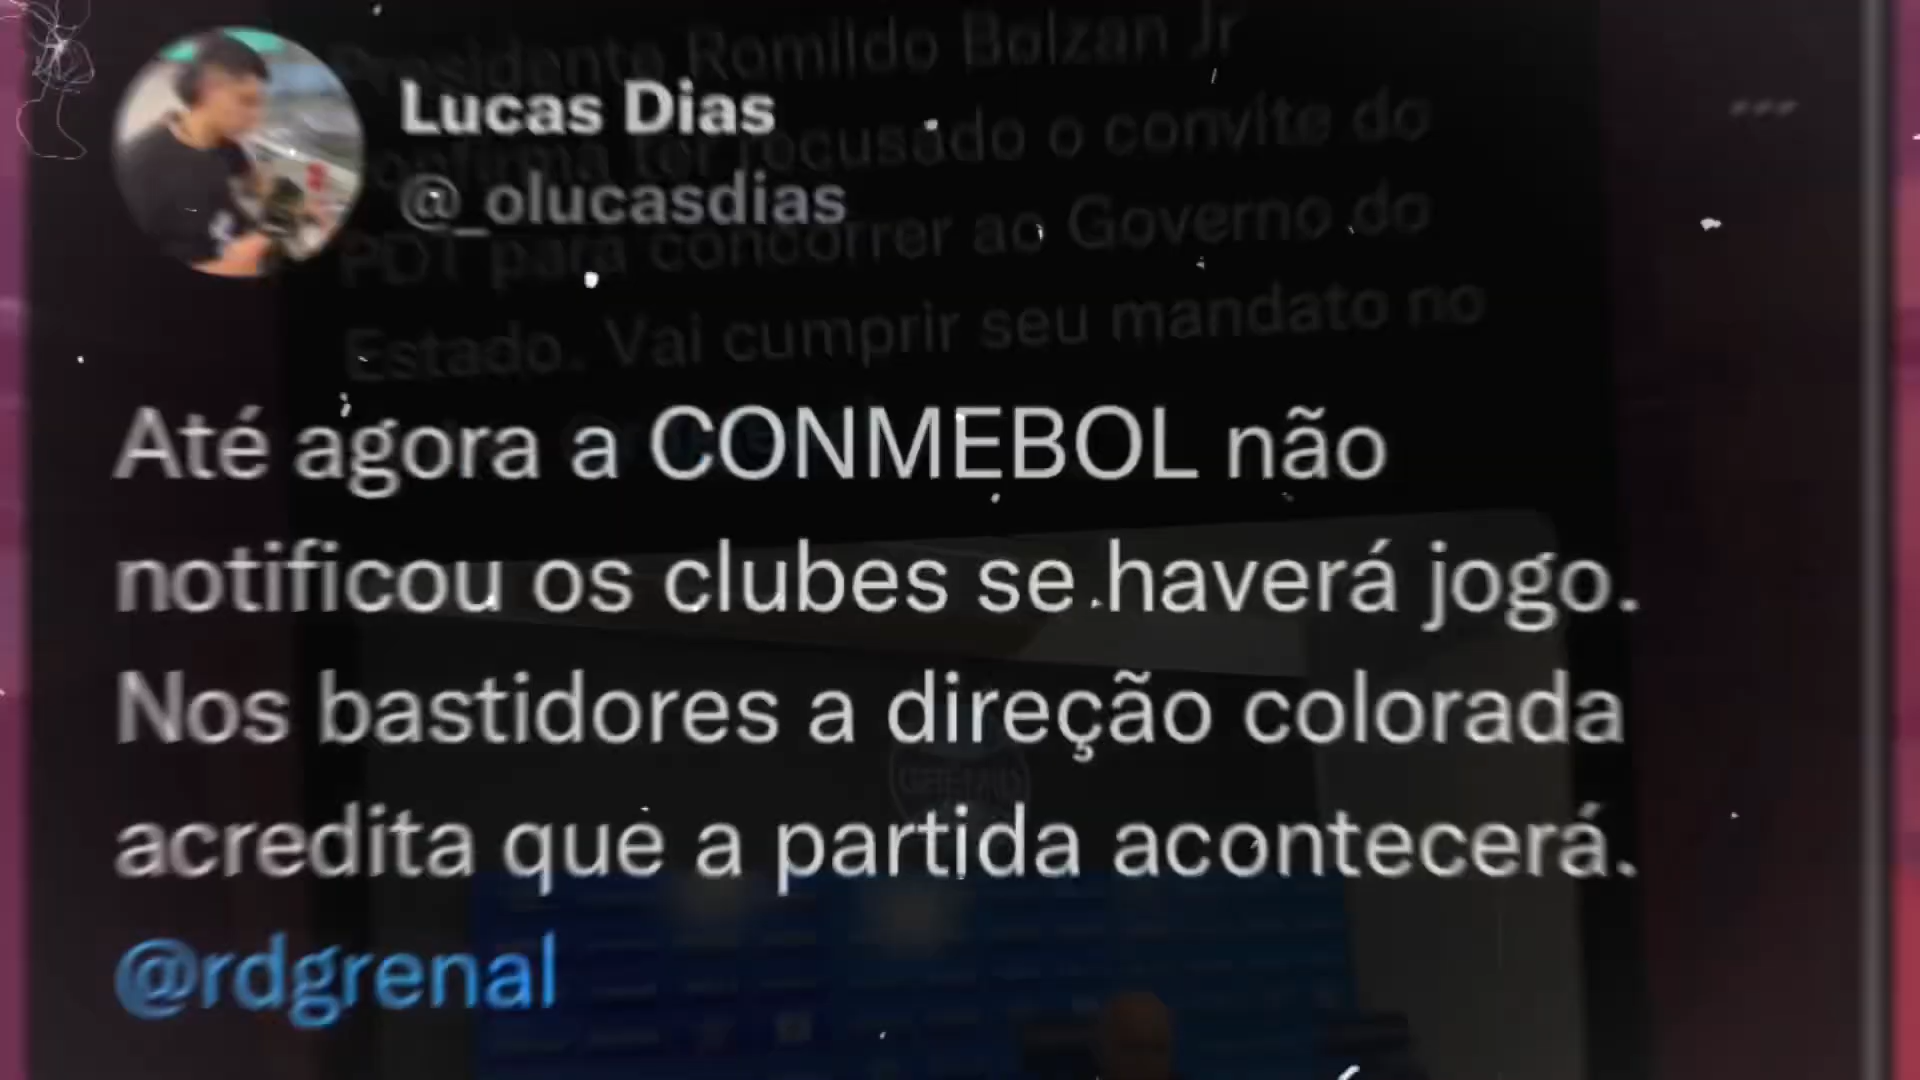 Presidente Romildo Bolzan Jr
confirma ter recusado o convite do
PDT para concorrer ao Governo do
Estado. Vai cumprir seu mandato no
Lucas Dias
@_olucasdias
Até agora a CONMEBOL não
notificou os clubes se haverá jogo.
Nos bastidores a direção colorada
acredita que a partida acontecerá.
@rdgrenal